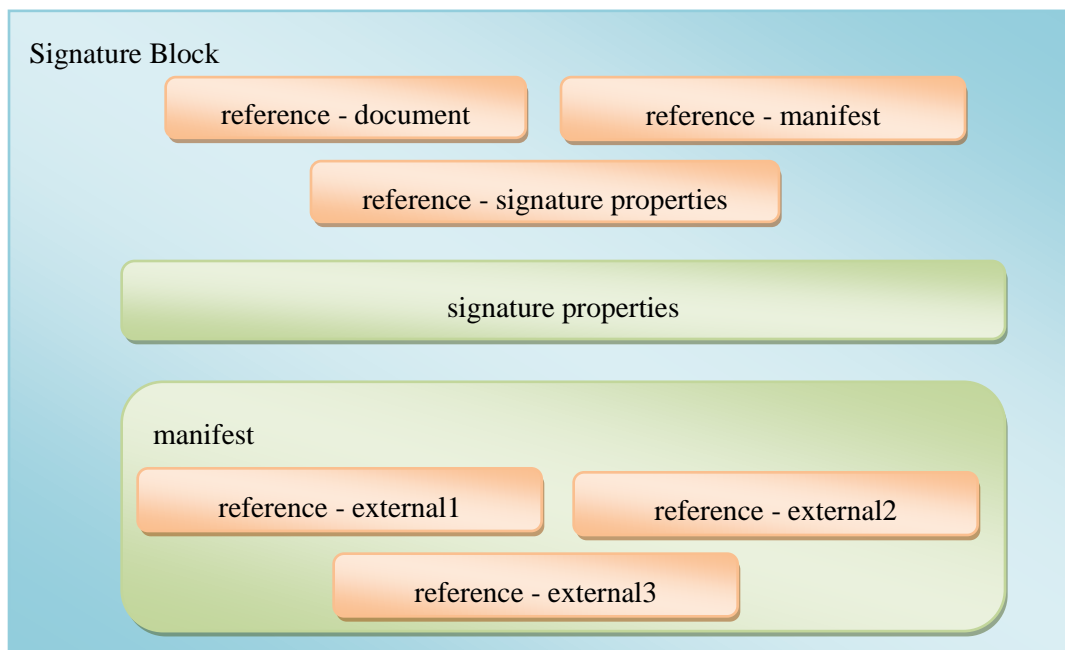 Signature Block
reference - document
reference - manifest
reference - signature properties
signature properties
manifest
reference - external1
reference - external2
reference - external3